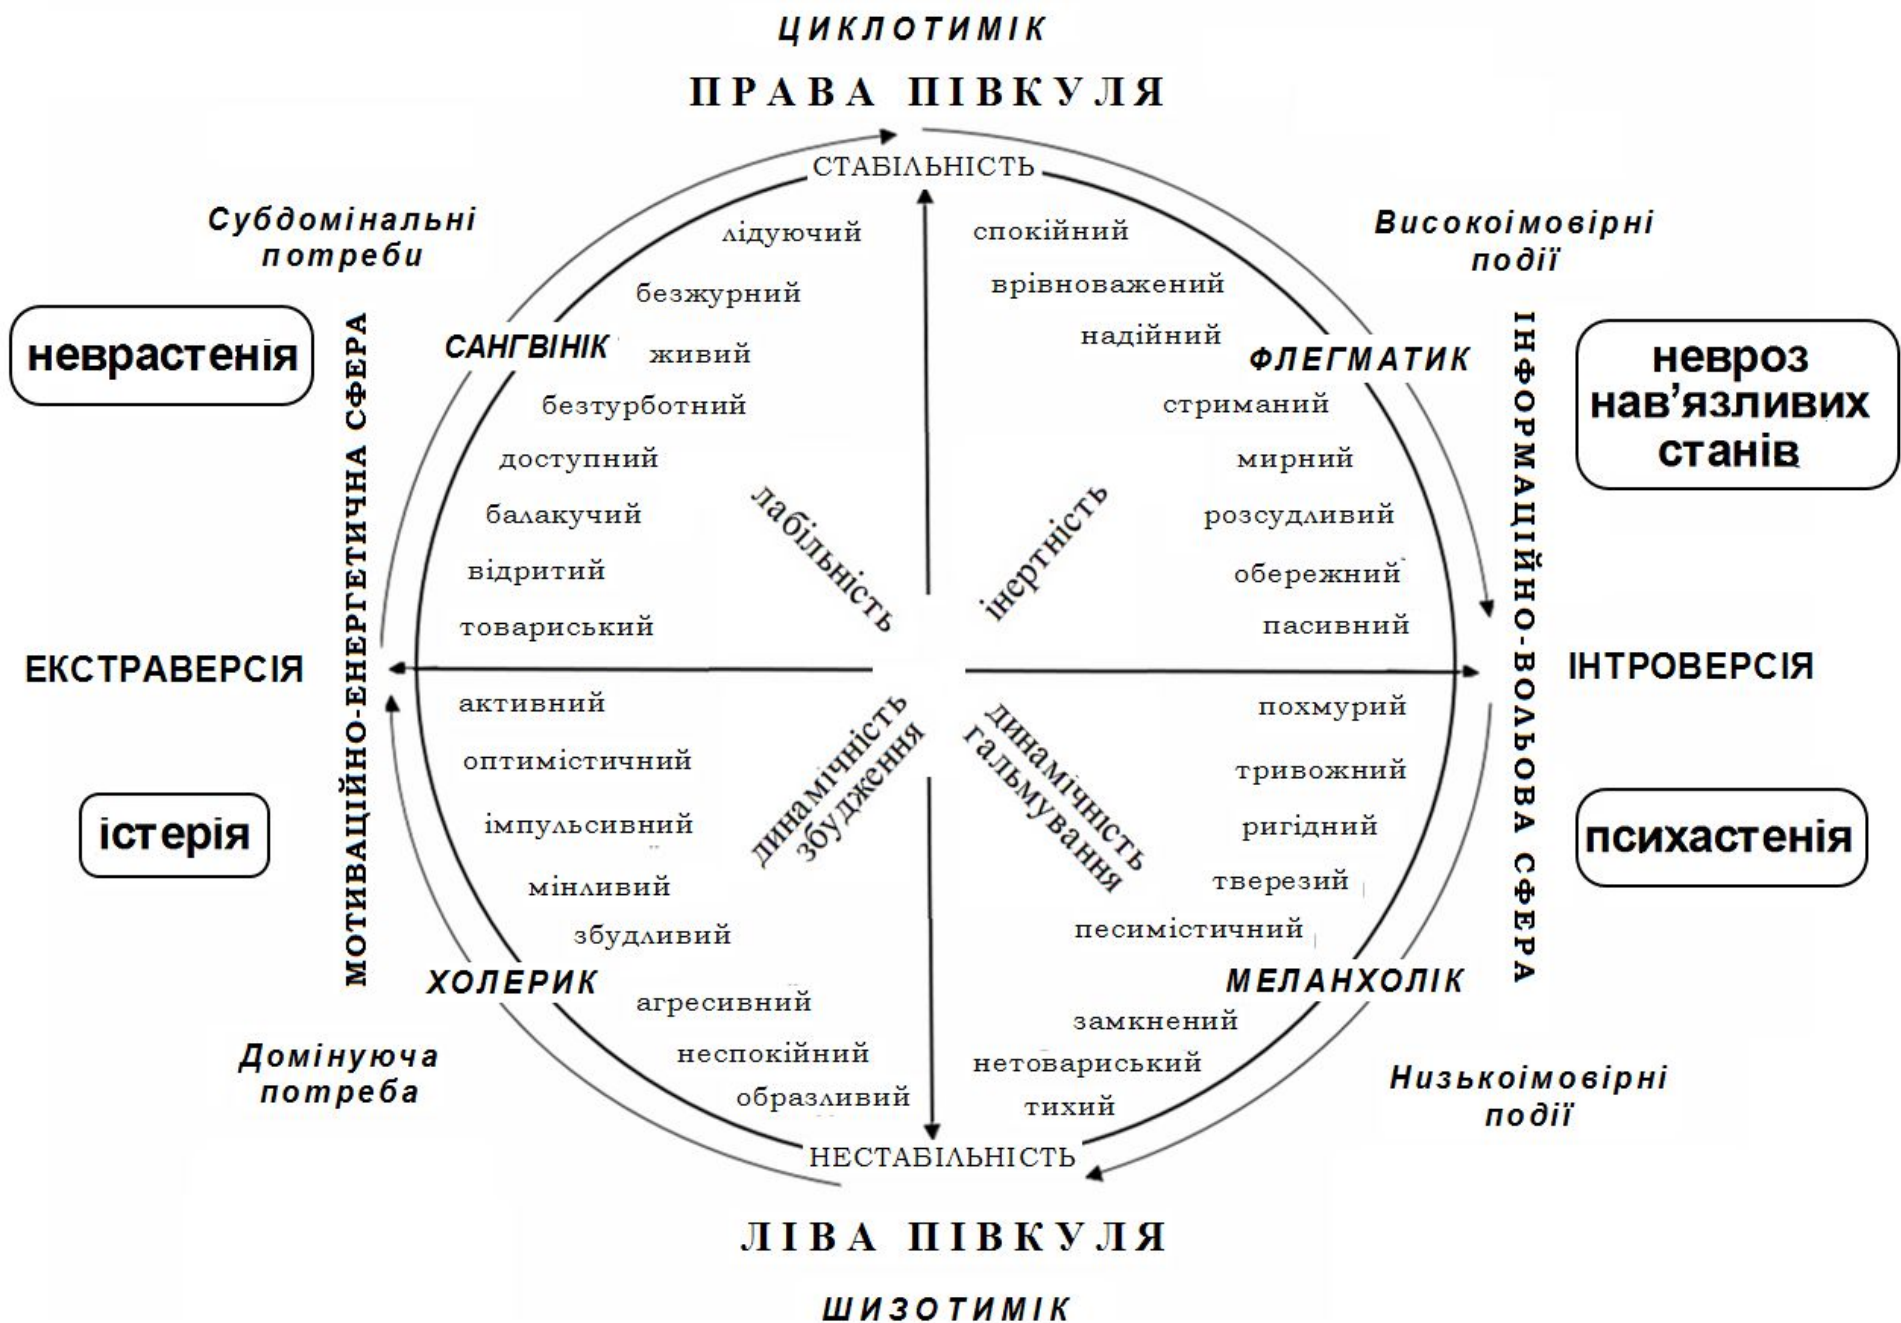 ЦИКЛОТИМІК
ПРАВА ПІВКУЛЯ
СТАБІЛЬНІСТЬ
Субдомінальні
потреби
Високоімовірні
події
лідуючий
спокійний
безжурний
врівноважений
надійний
САНГВІНІК
живий
ФЛЕГМАТИК
неврастенія
невроз
нав’язливих
станів
МОТИВАЦІЙНО-ЕНЕРГЕТИЧНА СФЕРА
ІНФОРМАЦІЙНО-ВОЛЬОВА СФЕРА
безтурботний
стриманий
доступний
мирний
балакучий
розсудливий
відритий
обережний
товариський
пасивний
лабільність
інертність
ЕКСТРАВЕРСІЯ
ІНТРОВЕРСІЯ
активний
похмурий
оптимістичний
тривожний
імпульсивний
ригідний
мінливий
тверезий
збудливий
песимістичний
динамічність
збудження
динамічність
гальмування
істерія
психастенія
ХОЛЕРИК
МЕЛАНХОЛІК
агресивний
замкнений
неспокійний
нетовариський
образливий
тихий
Домінуюча
потреба
Низькоімовірні
події
НЕСТАБІЛЬНІСТЬ
ЛІВА ПІВКУЛЯ
ШИЗОТИМІК